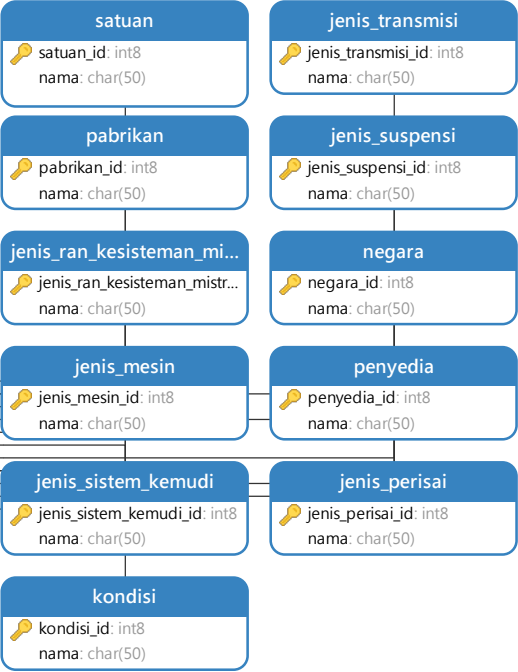 satuan
satuan_id: int8
nama: char(50)
jenis_transmisi
jenis_transmisi_id: int8
nama: char(50)
pabrikan
pabrikan_id: int8
nama: char(50)
jenis_suspensi
jenis_suspensi_id: int8
nama: char(50)
jenis_ran_kesisteman_mi...
jenis_ran_kesisteman_mistr...
nama: char(50)
negara
negara_id: int8
nama: char(50)
jenis_mesin
jenis_mesin_id: int8
nama: char(50)
penyedia
penyedia_id: int8
nama: char(50)
jenis_sistem_kemudi
jenis_sistem_kemudi_id: int8
nama: char(50)
jenis_perisai
jenis_perisai_id: int8
nama: char(50)
kondisi
kondisi_id: int8
nama: char(50)